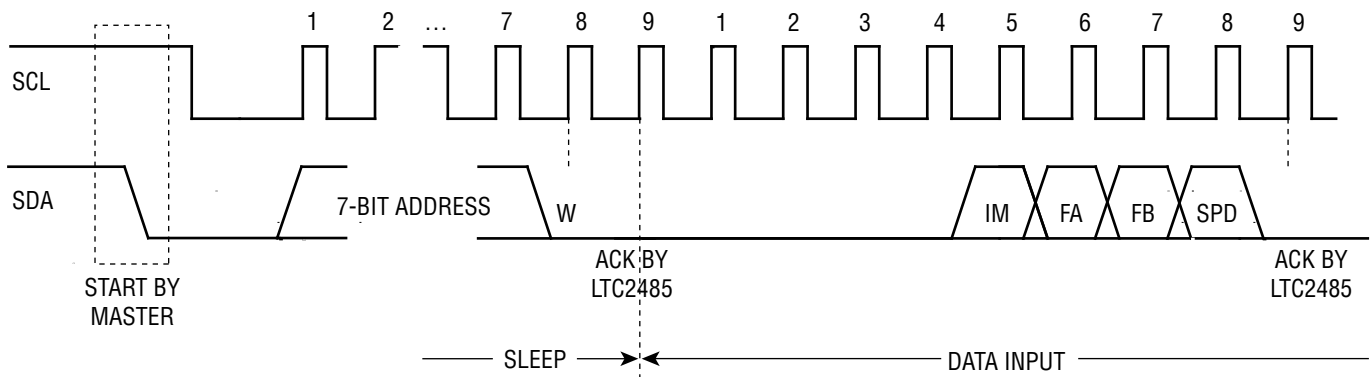 1 2 … 7 8 9 1 2 3 4 5 6 7 8 9
SCL
SDA
7-BIT ADDRESS
W
IM FA FB SPD
START BY
MASTER
ACK BY
LTC2485
ACK BY
LTC2485
SLEEP
DATA INPUT